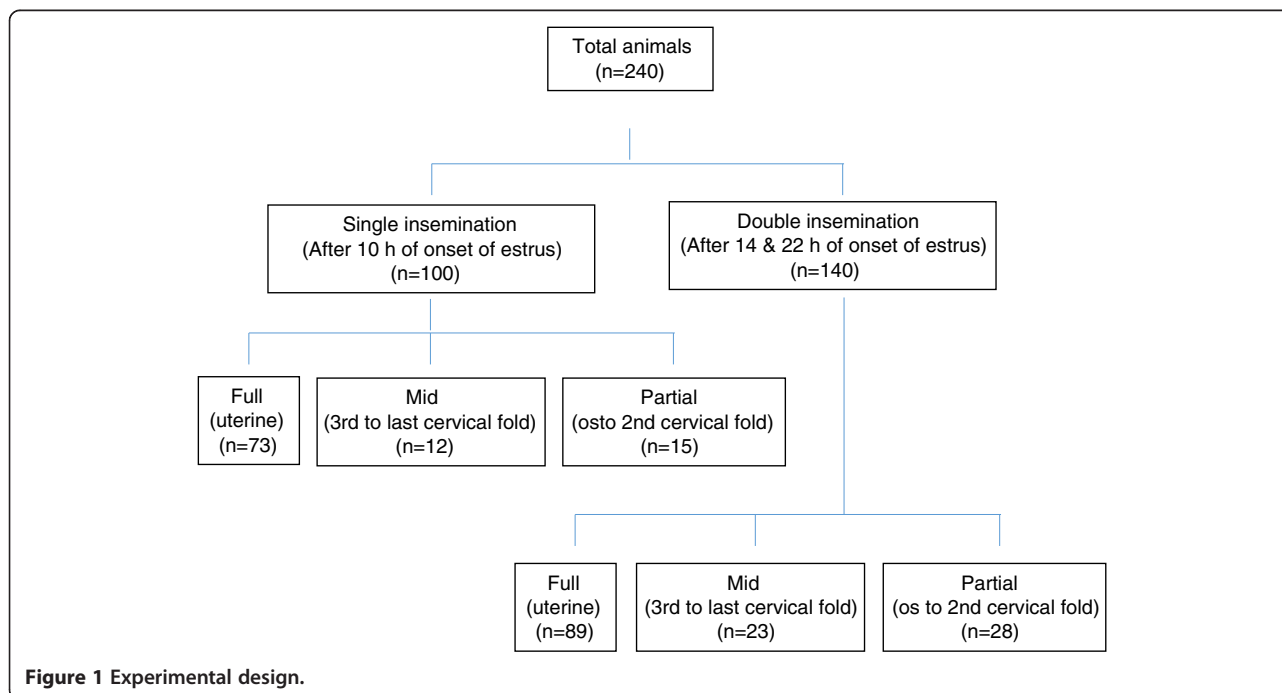 Total animals
(n=240)
Single insemination
(After 10 h of onset of estrus)
(n=100)
Double insemination
(After 14 & 22 h of onset of estrus)
(n=140)
Full
(uterine)
(n=73)
Mid
(3rd to last cervical fold)
(n=12)
Partial
(osto 2nd cervical fold)
(n=15)
Full
(uterine)
(n=89)
Mid
(3rd to last cervical fold)
(n=23)
Partial
(os to 2nd cervical fold)
(n=28)
Figure 1 Experimental design.